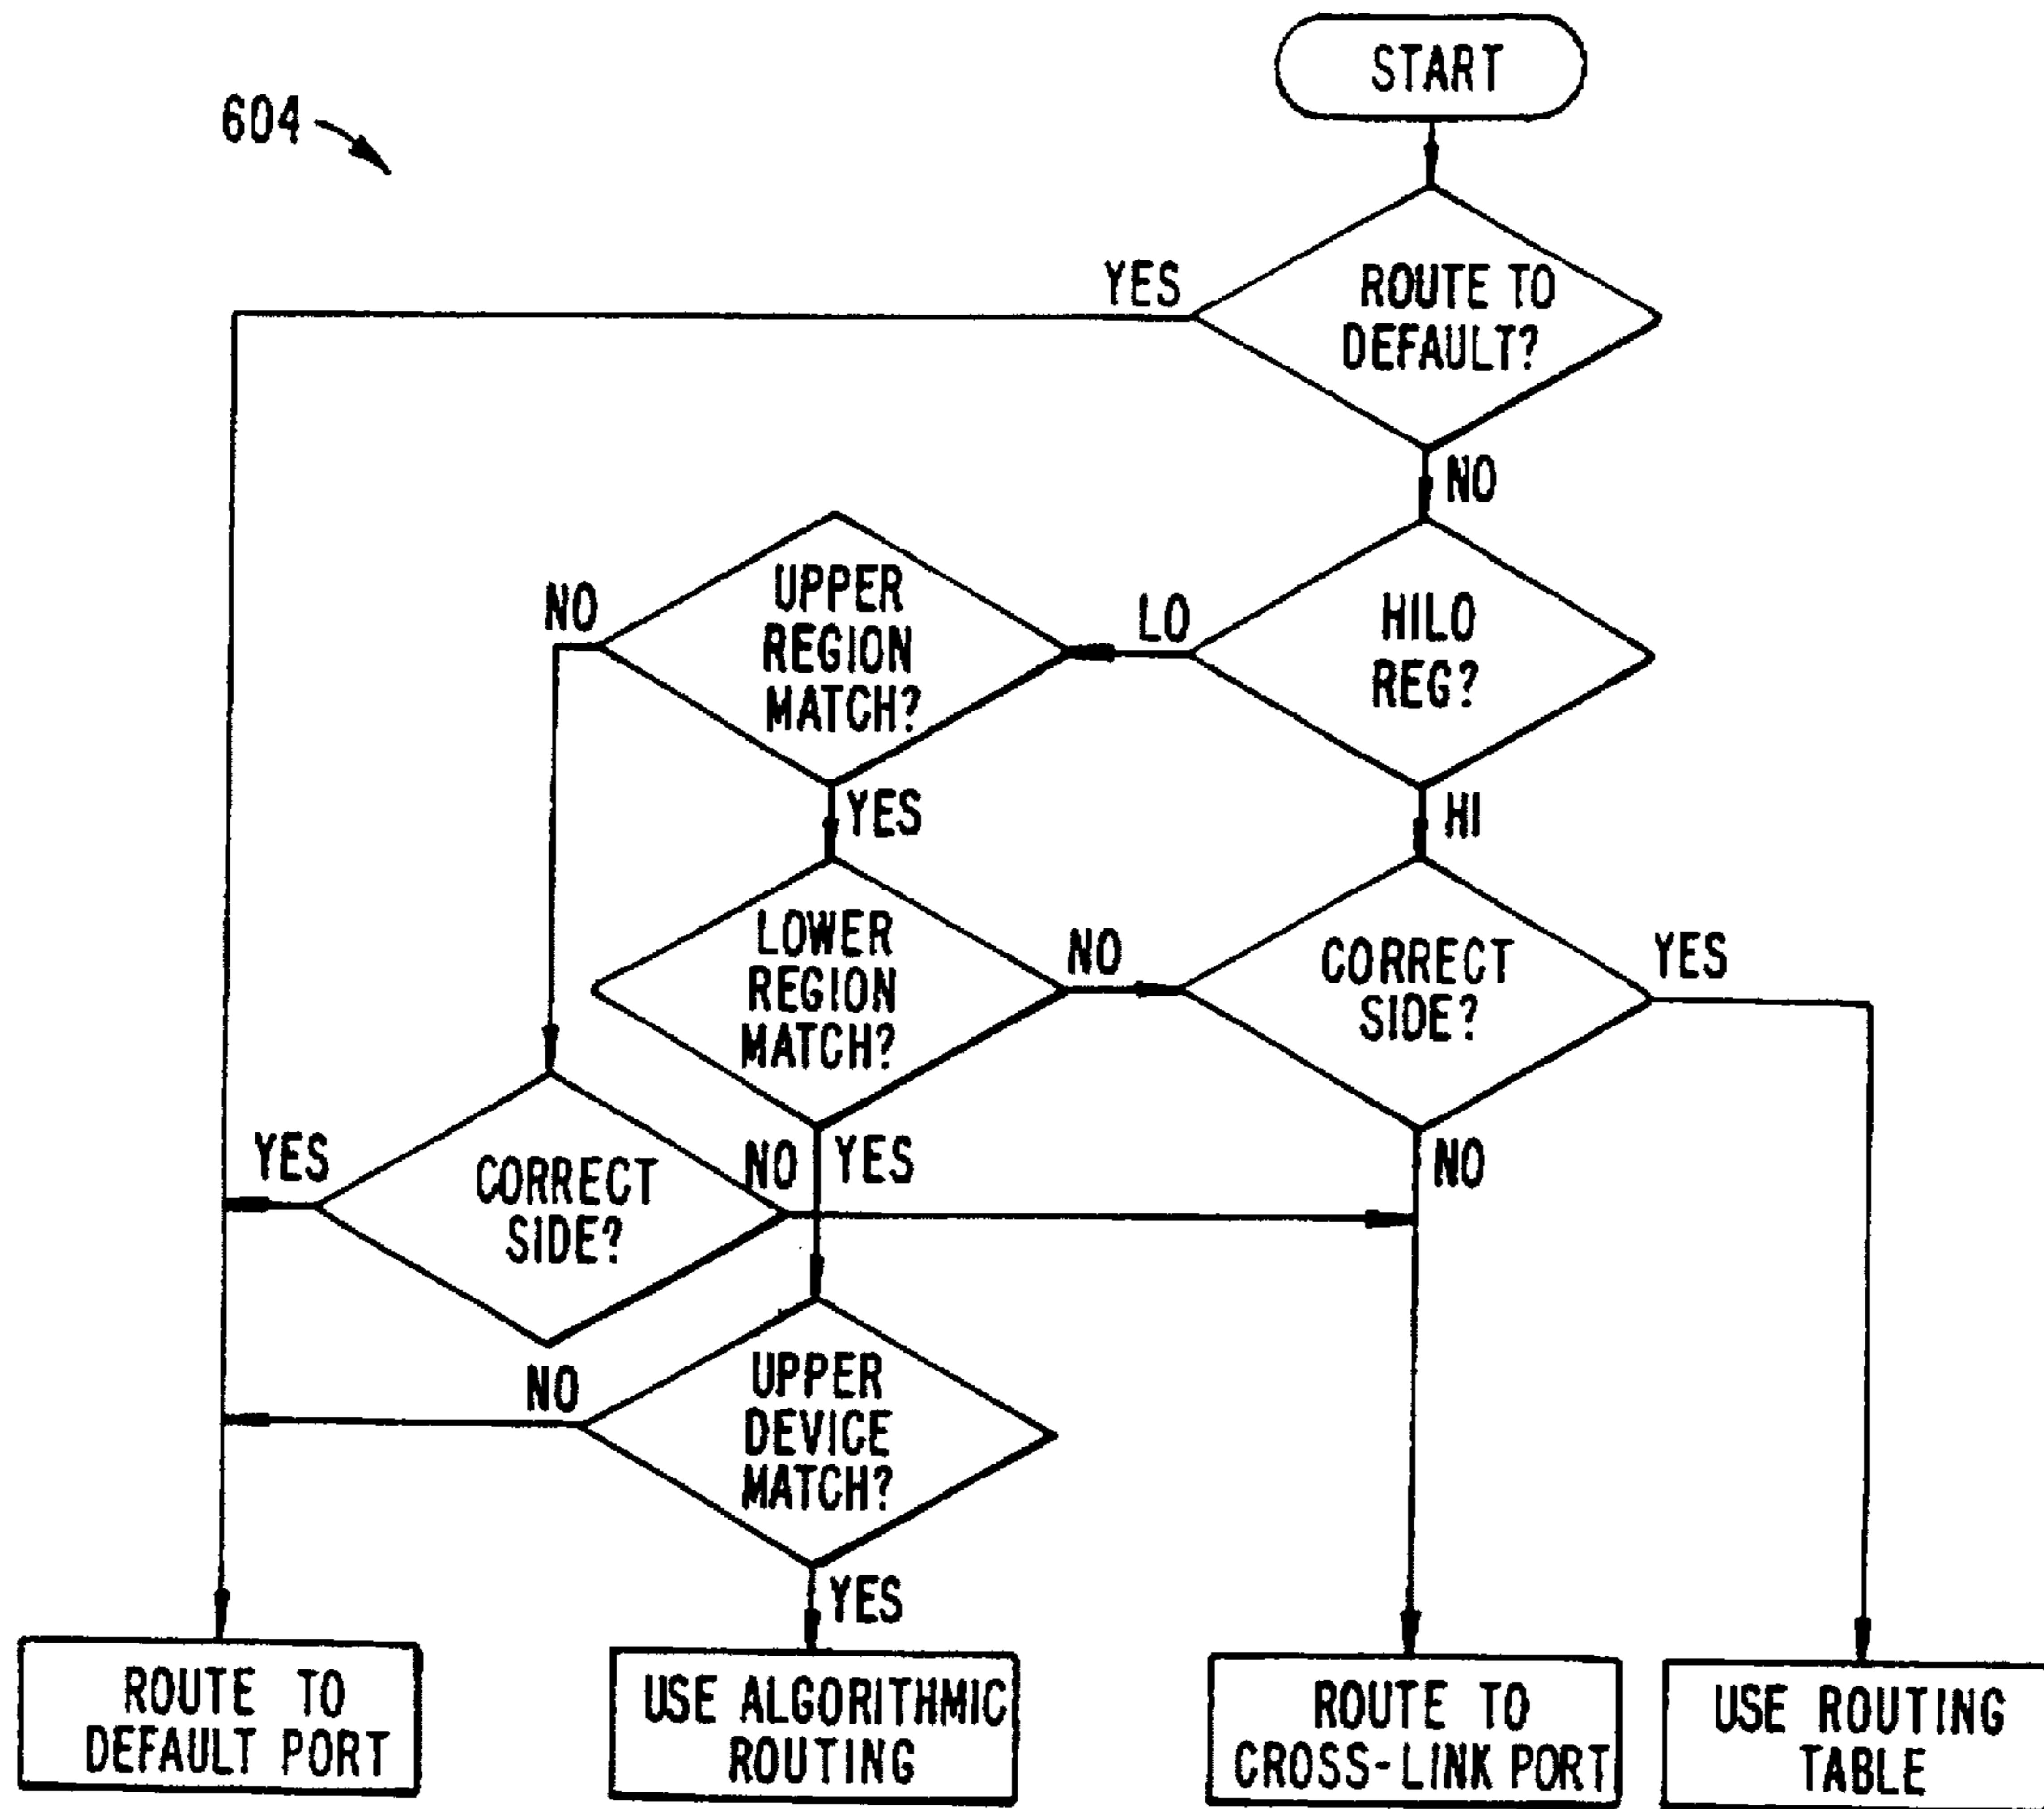 START
604
ROUTE TO
DEFAULT?
YES
NO
HILO
REG?
LO
HI
UPPER
REGION
MATCH?
NO
YES
LOWER
REGION
MATCH?
NO
YES
CORRECT
SIDE?
YES
NO
CORRECT
SIDE?
YES
NO
UPPER
DEVICE
MATCH?
NO
YES
ROUTE TO
DEFAULT PORT
USE ALGORITHMIC
ROUTING
ROUTE TO
CROSS-LINK PORT
USE ROUTING
TABLE